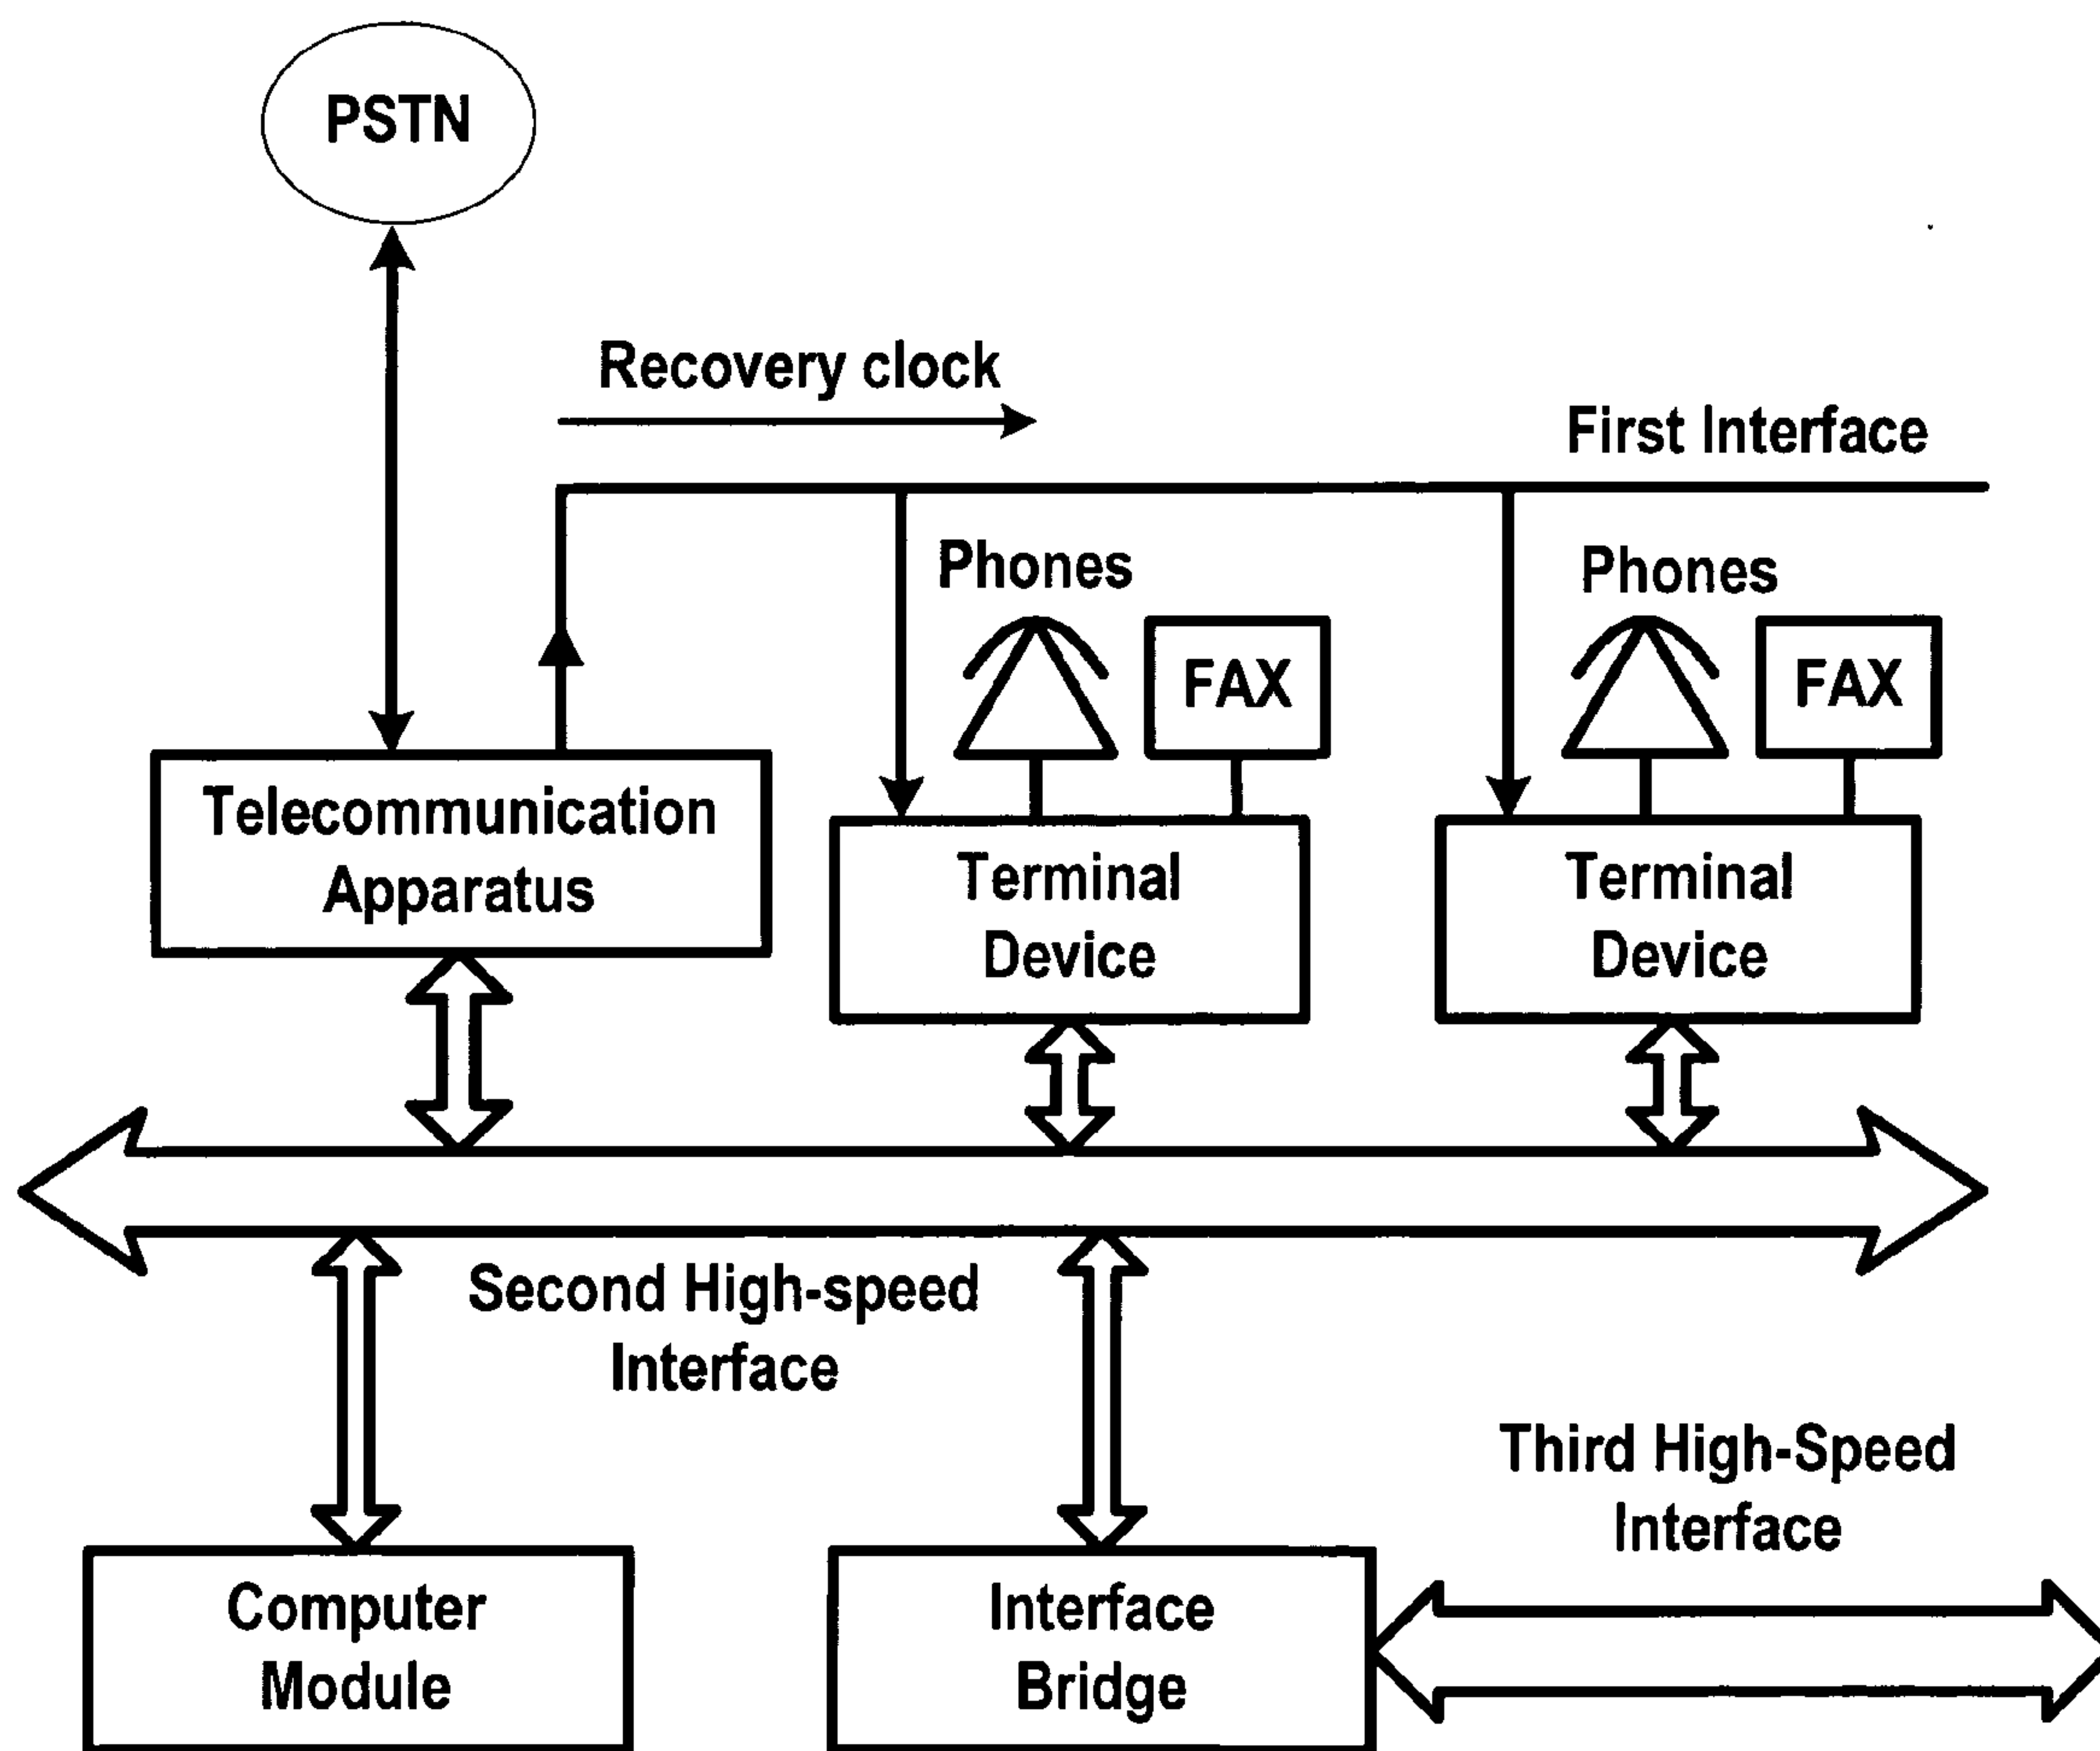 PSTN
Recovery clock
First Interface
Phones
Phones
FAX
FAX
Telecommunication
Apparatus
Terminal
Device
Terminal
Device
Second High-speed
Interface
Third High-Speed
Interface
Computer
Module
Interface
Bridge